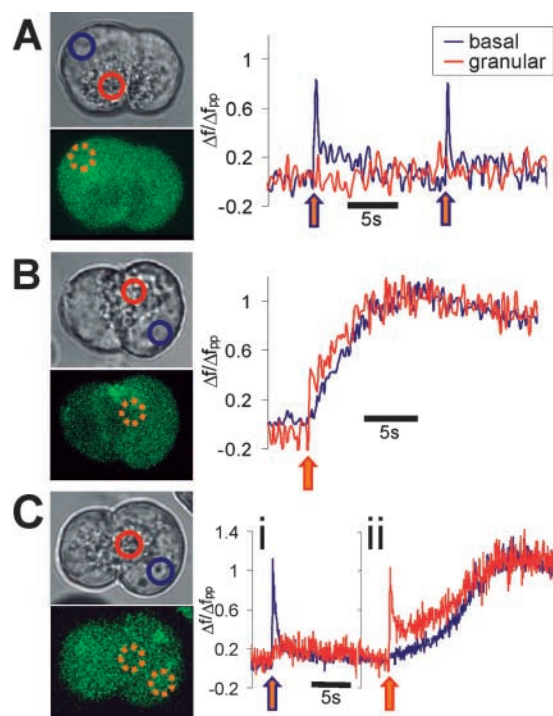 A
basal
granular
Δf/Δfpp
1
0.6
0.2
-0.2
5s
B
Δf/Δfpp
1
0.6
0.2
-0.2
5s
C
i
ii
Δf/Δfpp
1.4
1
0.6
0.2
-0.2
5s
5s